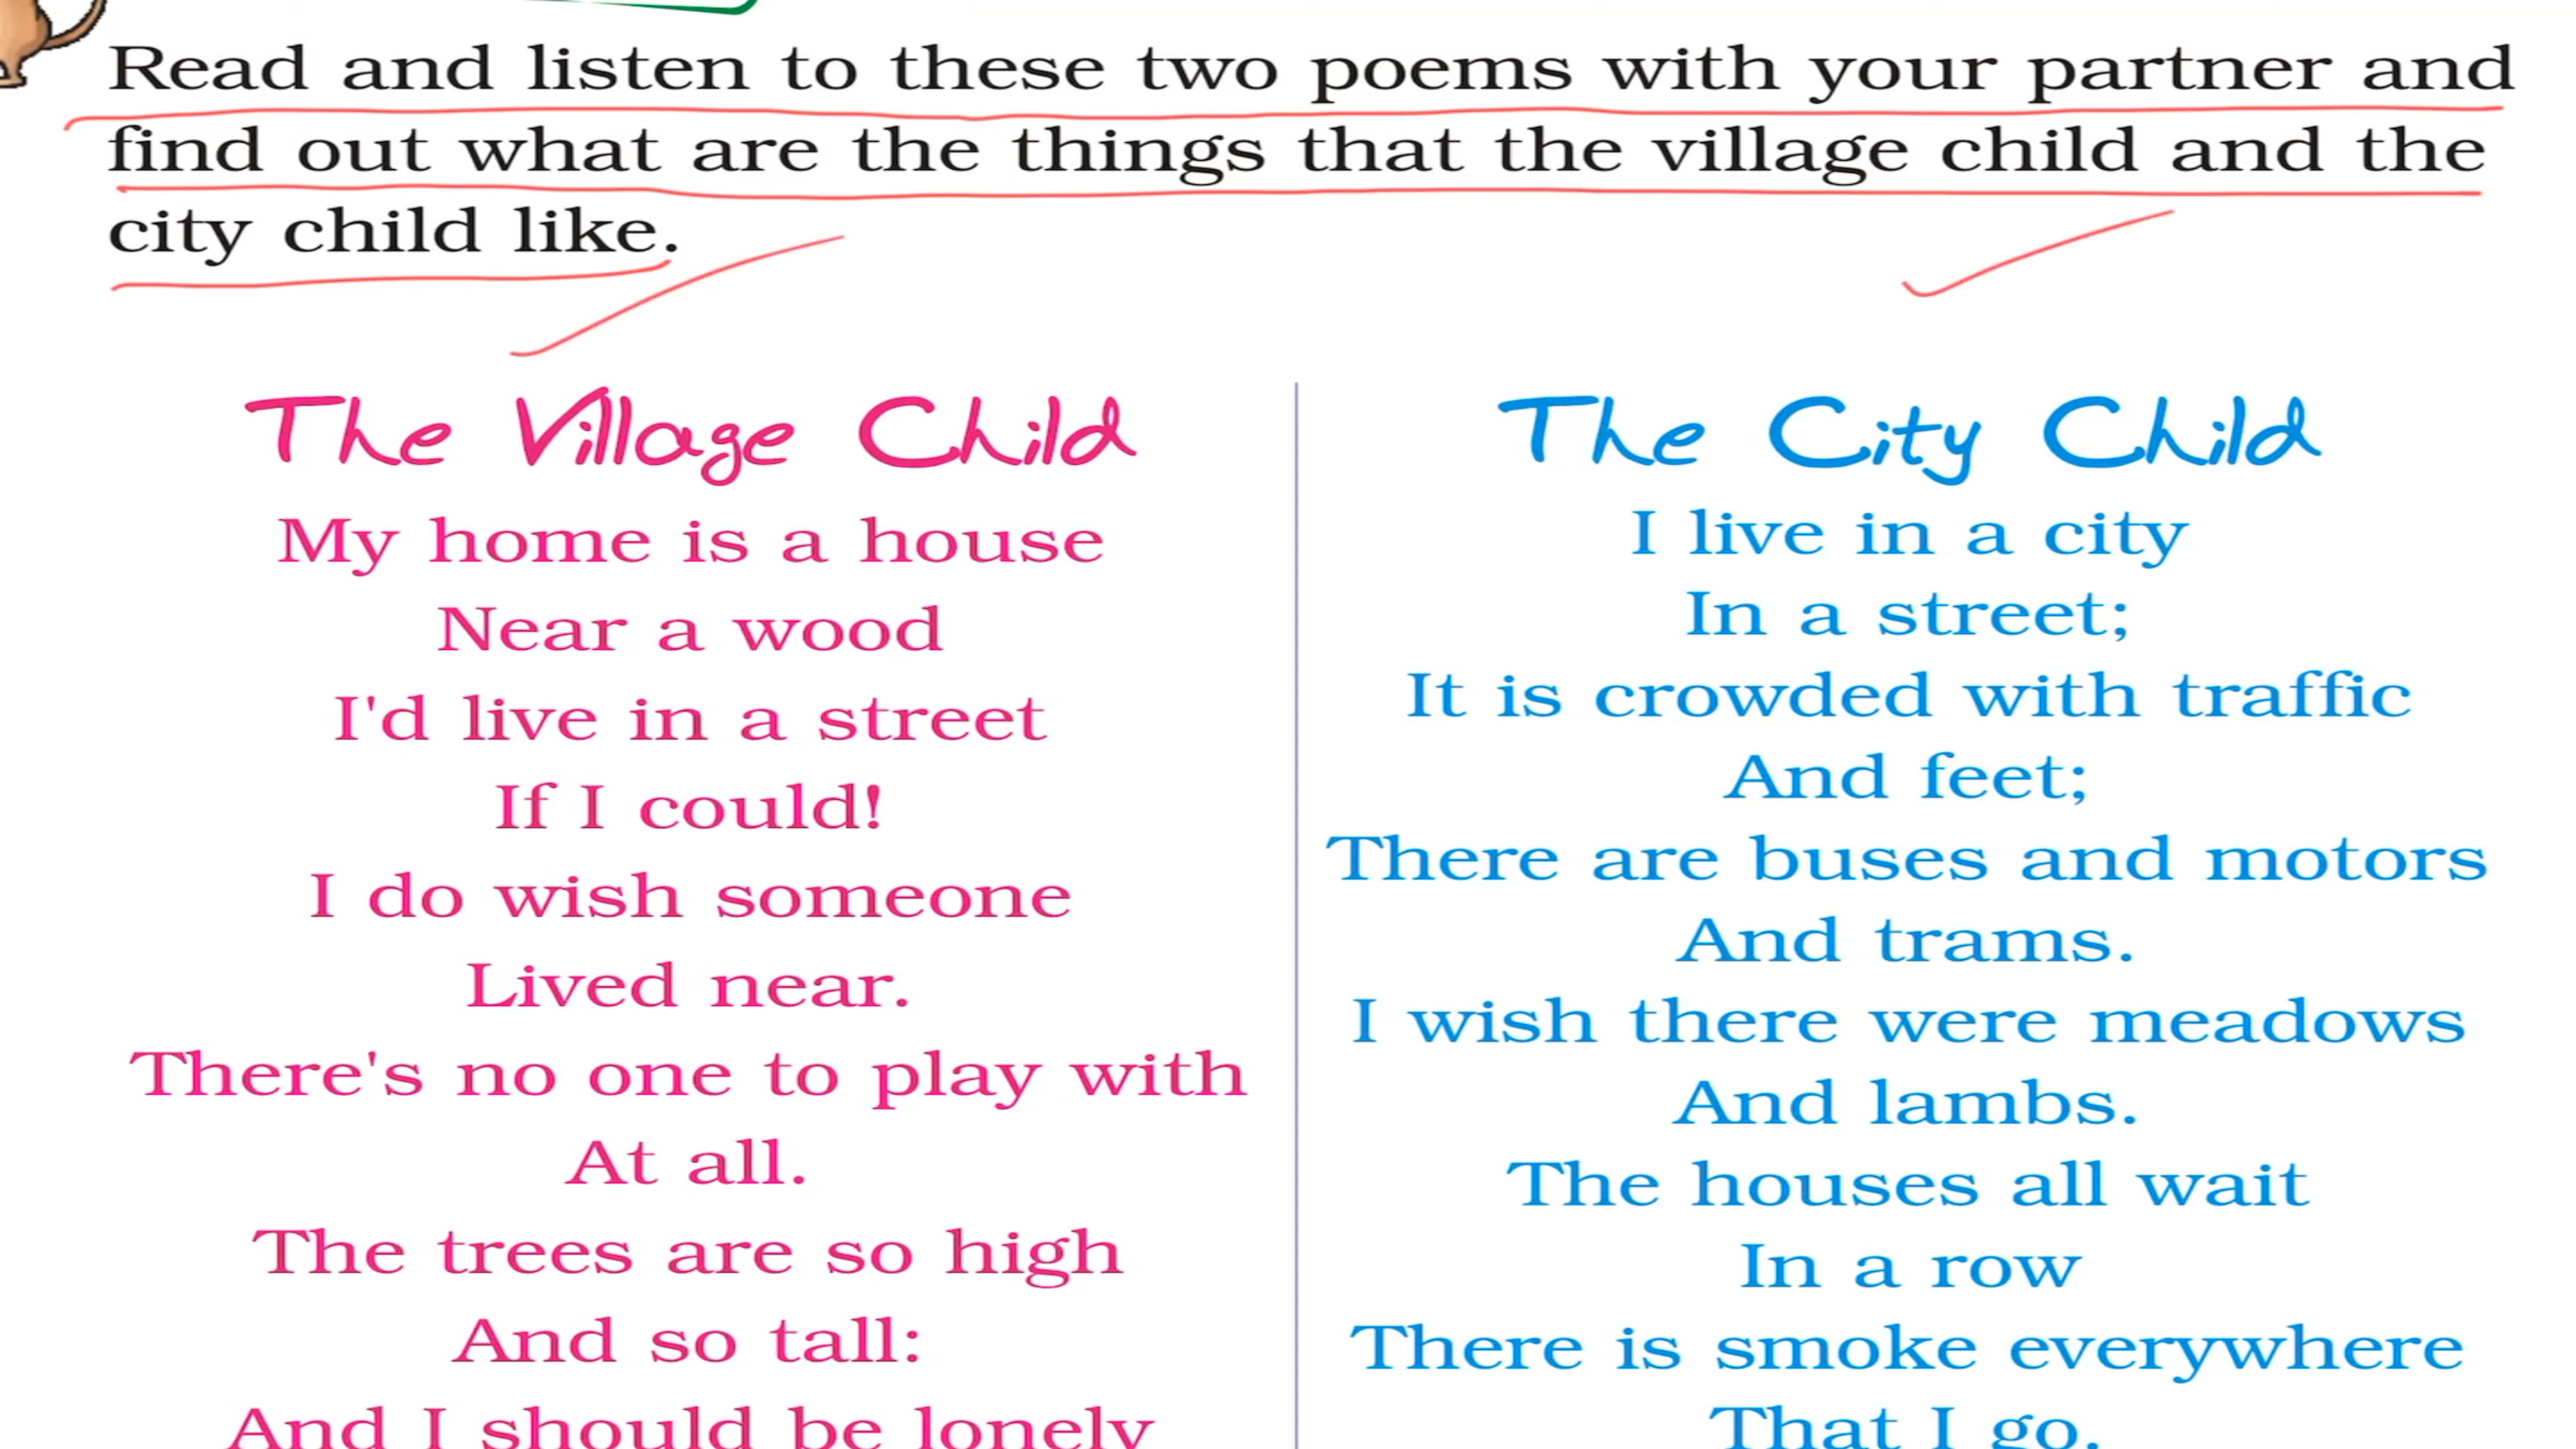 Read and listen to these two poems with your partner and
find out what are the things that the village child and the
city child like.
The Village Child
My home is a house
Near a wood
I'd live in a street
If I could!
I do wish someone
Lived near.
There's no one to play with
At all.
The trees are so high
And so tall:
And I should be lonely
The City Child
I live in a city
In a street;
It is crowded with traffic
And feet;
There are buses and motors
And trams.
I wish there were meadows
And lambs.
The houses all wait
In a row
There is smoke everywhere
That I go.